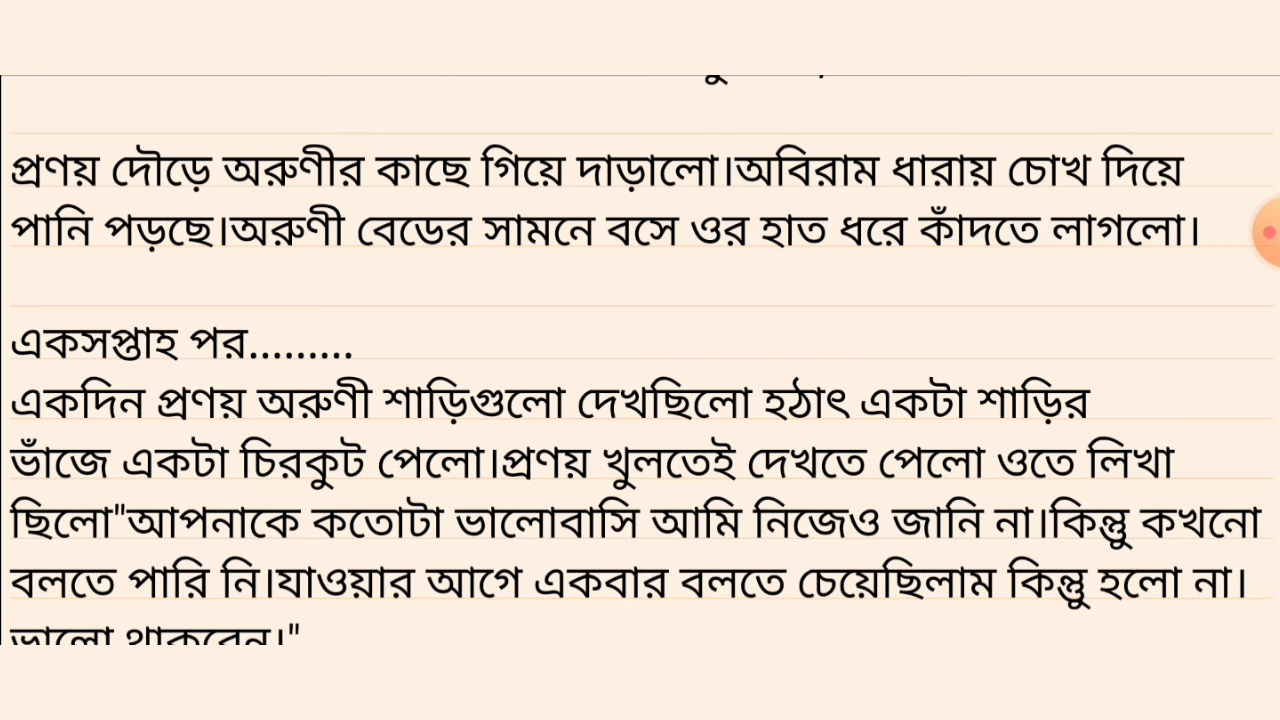 প্রণয় দৌড়ে অরুণীর কাছে গিয়ে দাড়ালো।অবিরাম ধারায় চোখ দিয়ে
পানি পড়ছে।অরুণী বেডের সামনে বসে ওর হাত ধরে কাঁদতে লাগলো।
একসপ্তাহ পর.........
একদিন প্রণয় অরুণী শাড়িগুলো দেখছিলো হঠাৎ একটা শাড়ির
ভাঁজে একটা চিরকুট পেলো।প্রণয় খুলতেই দেখতে পেলো ওতে লিখা
ছিলো"আপনাকে কতোটা ভালোবাসি আমি নিজেও জানি না।কিন্তু কখনো
বলতে পারি নি।যাওয়ার আগে একবার বলতে চেয়েছিলাম কিন্তু হলো না।
ভালো থাকবেন।"